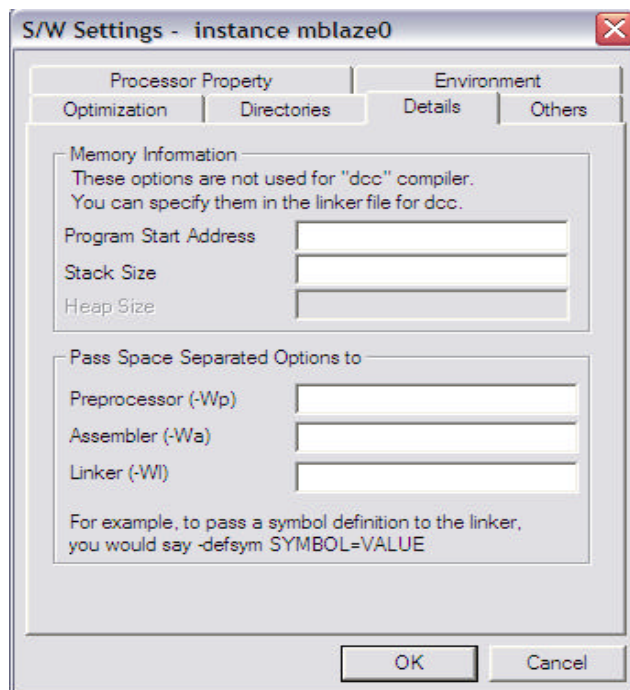 S/W Settings - instance mblaze0
Processor Property
Environment
Optimization
Directories
Details
Others
Memory Information
These options are not used for "dcc" compiler.
You can specify them in the linker file for dcc.
Program Start Address
Stack Size
Heap Size
Pass Space Separated Options to
Preprocessor (-Wp)
Assembler (-Wa)
Linker (-Wl)
For example, to pass a symbol definition to the linker,
you would say -defsym SYMBOL=VALUE
OK
Cancel